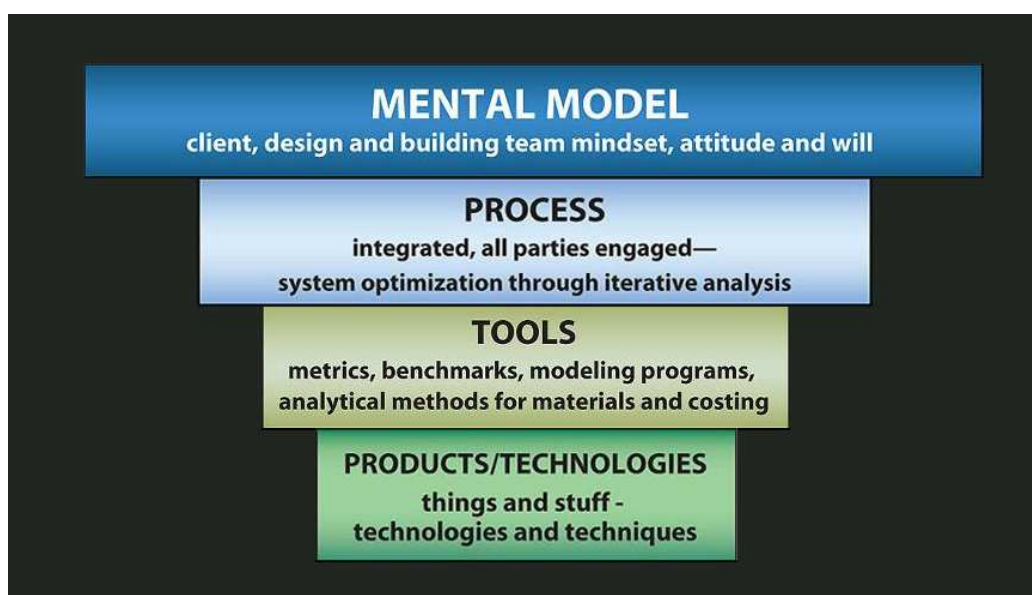 MENTAL MODEL
client, design and building team mindset, attitude and will
PROCESS
integrated, all parties engaged—
system optimization through iterative analysis
TOOLS
metrics, benchmarks, modeling programs,
analytical methods for materials and costing
PRODUCTS/TECHNOLOGIES
things and stuff -
technologies and techniques